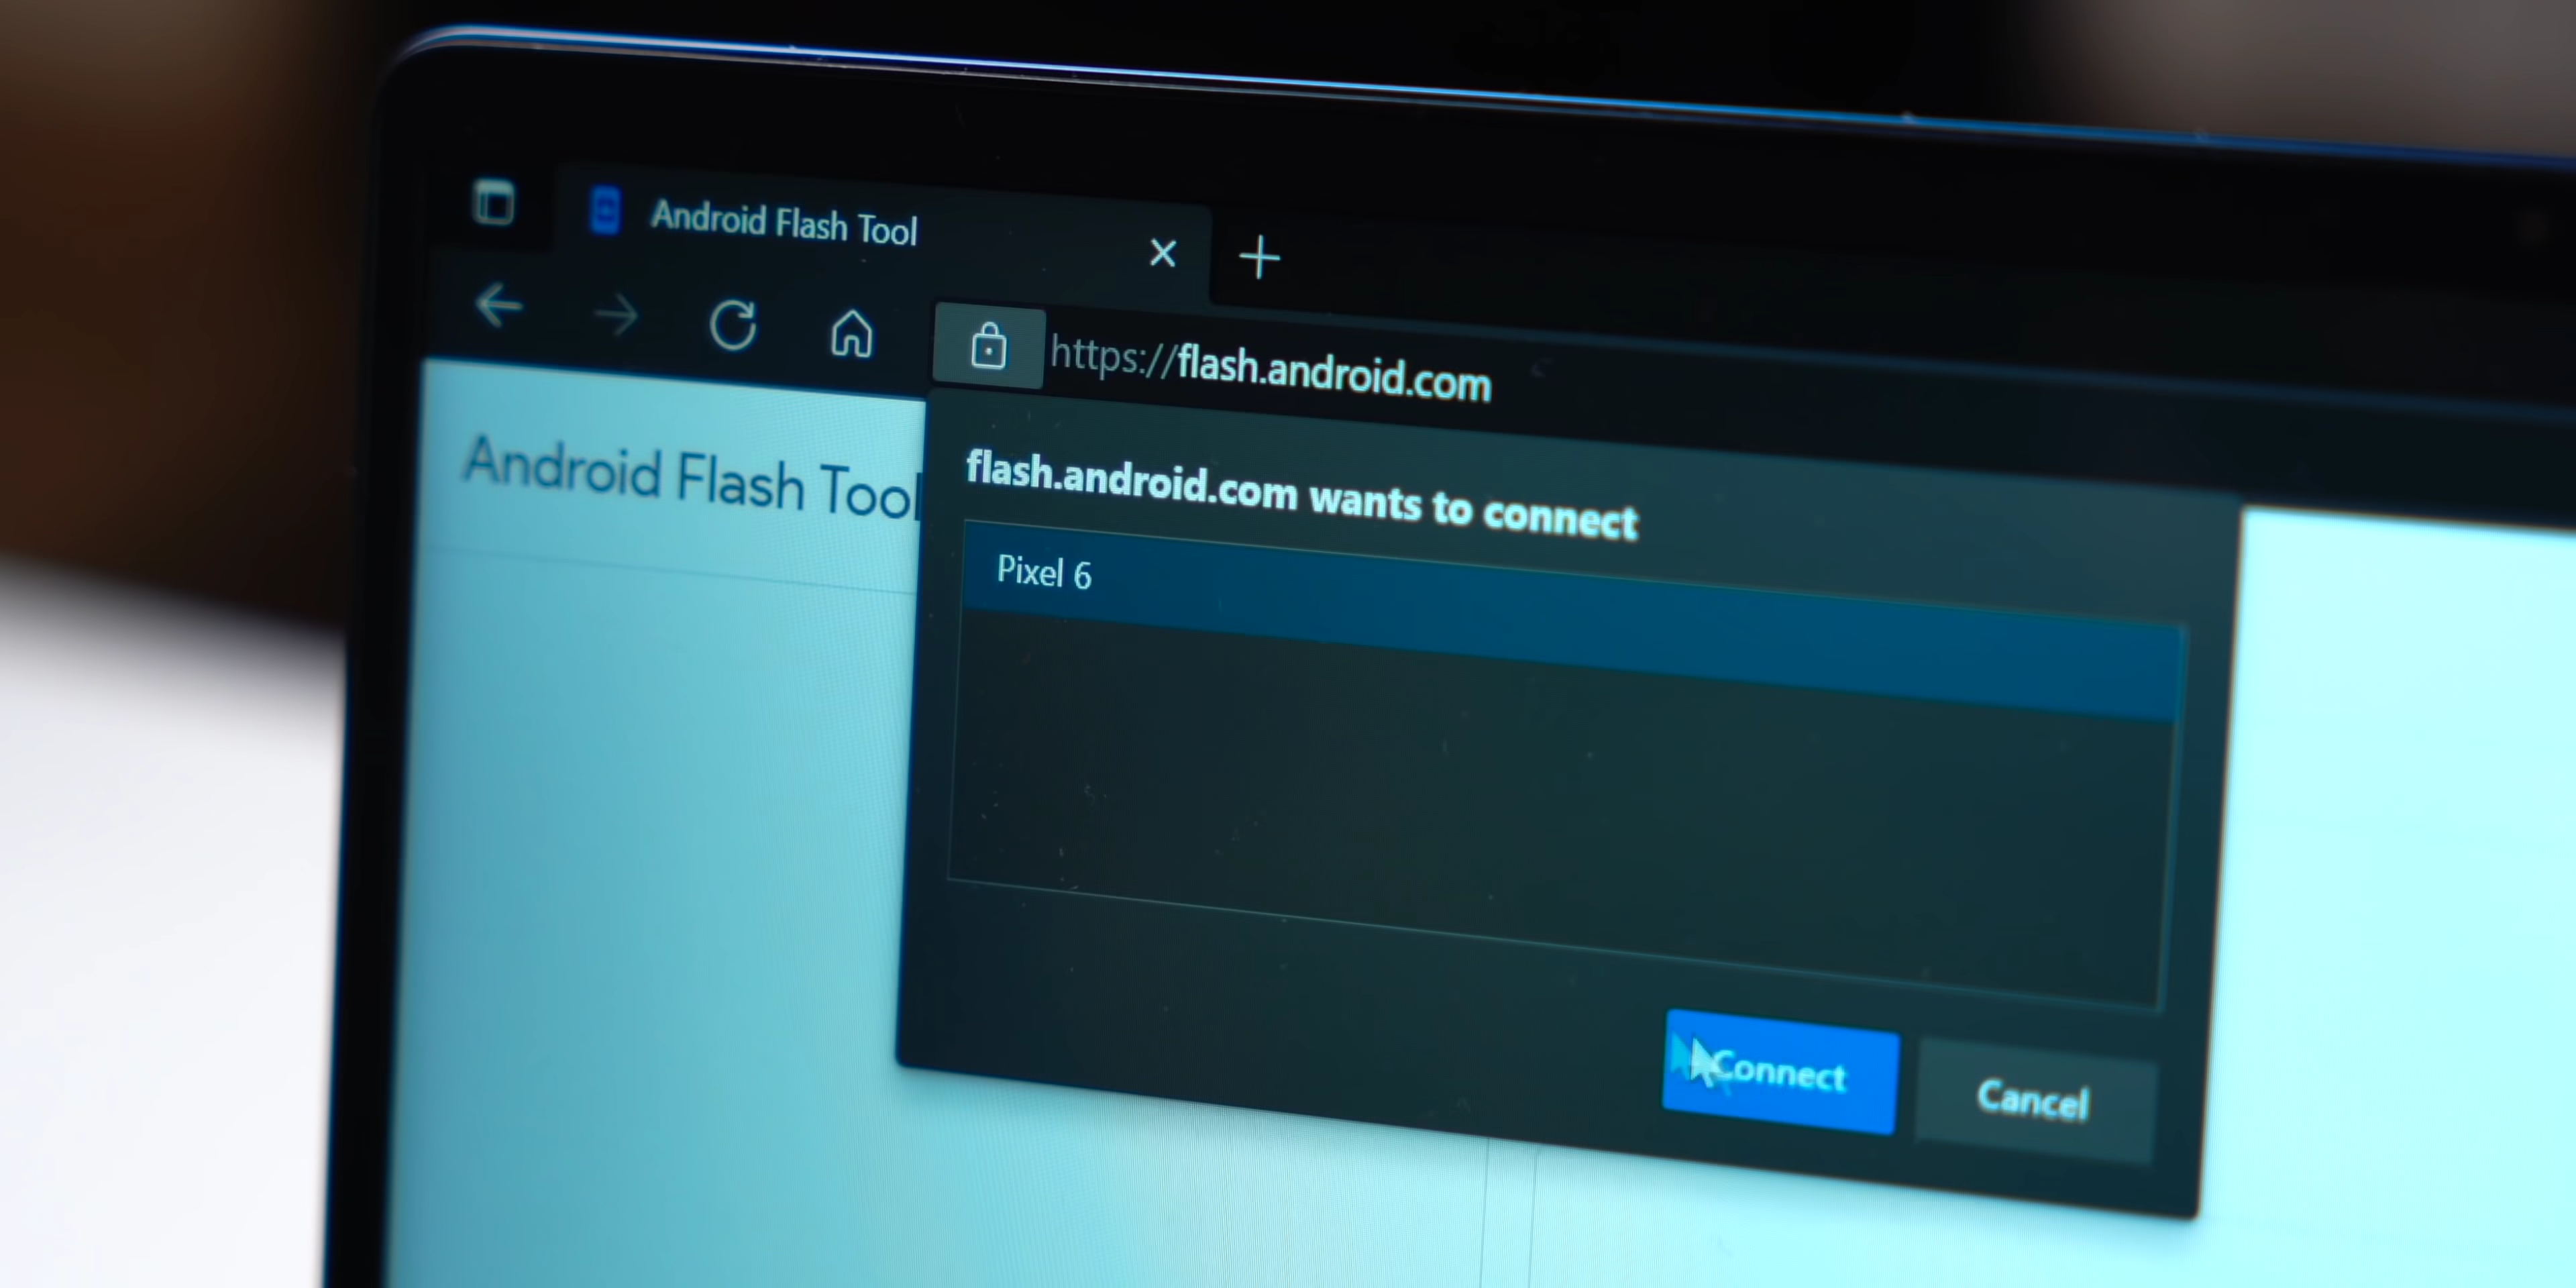 Android Flash Tool
https://flash.android.com
Android Flash Tool
flash.android.com wants to connect
Pixel 6
Connect
Cancel